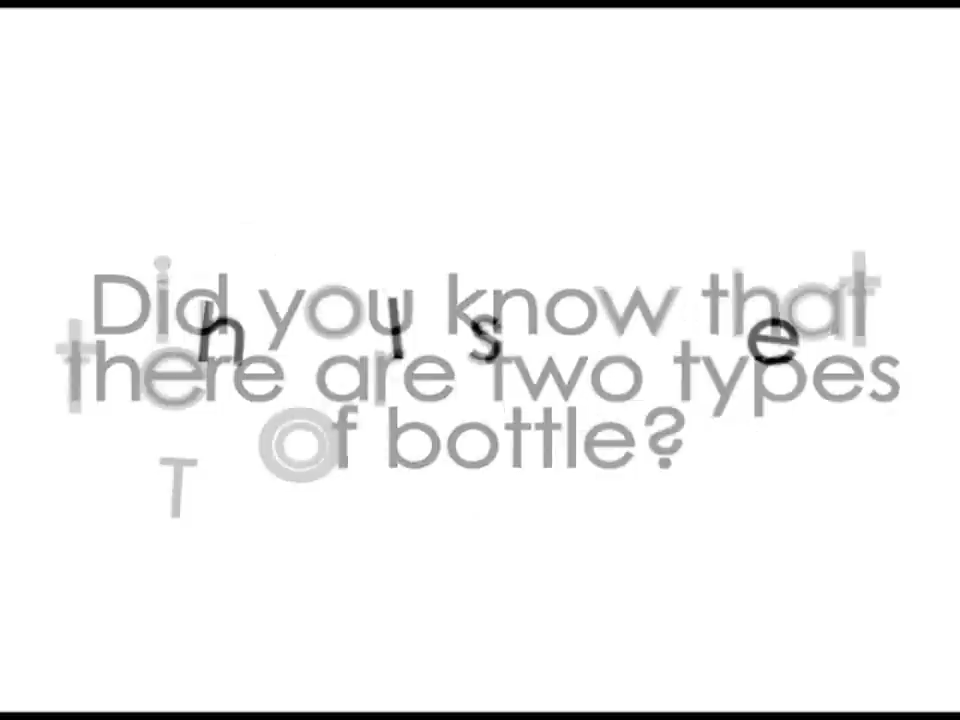 Did you know that
there are two types
of bottle?